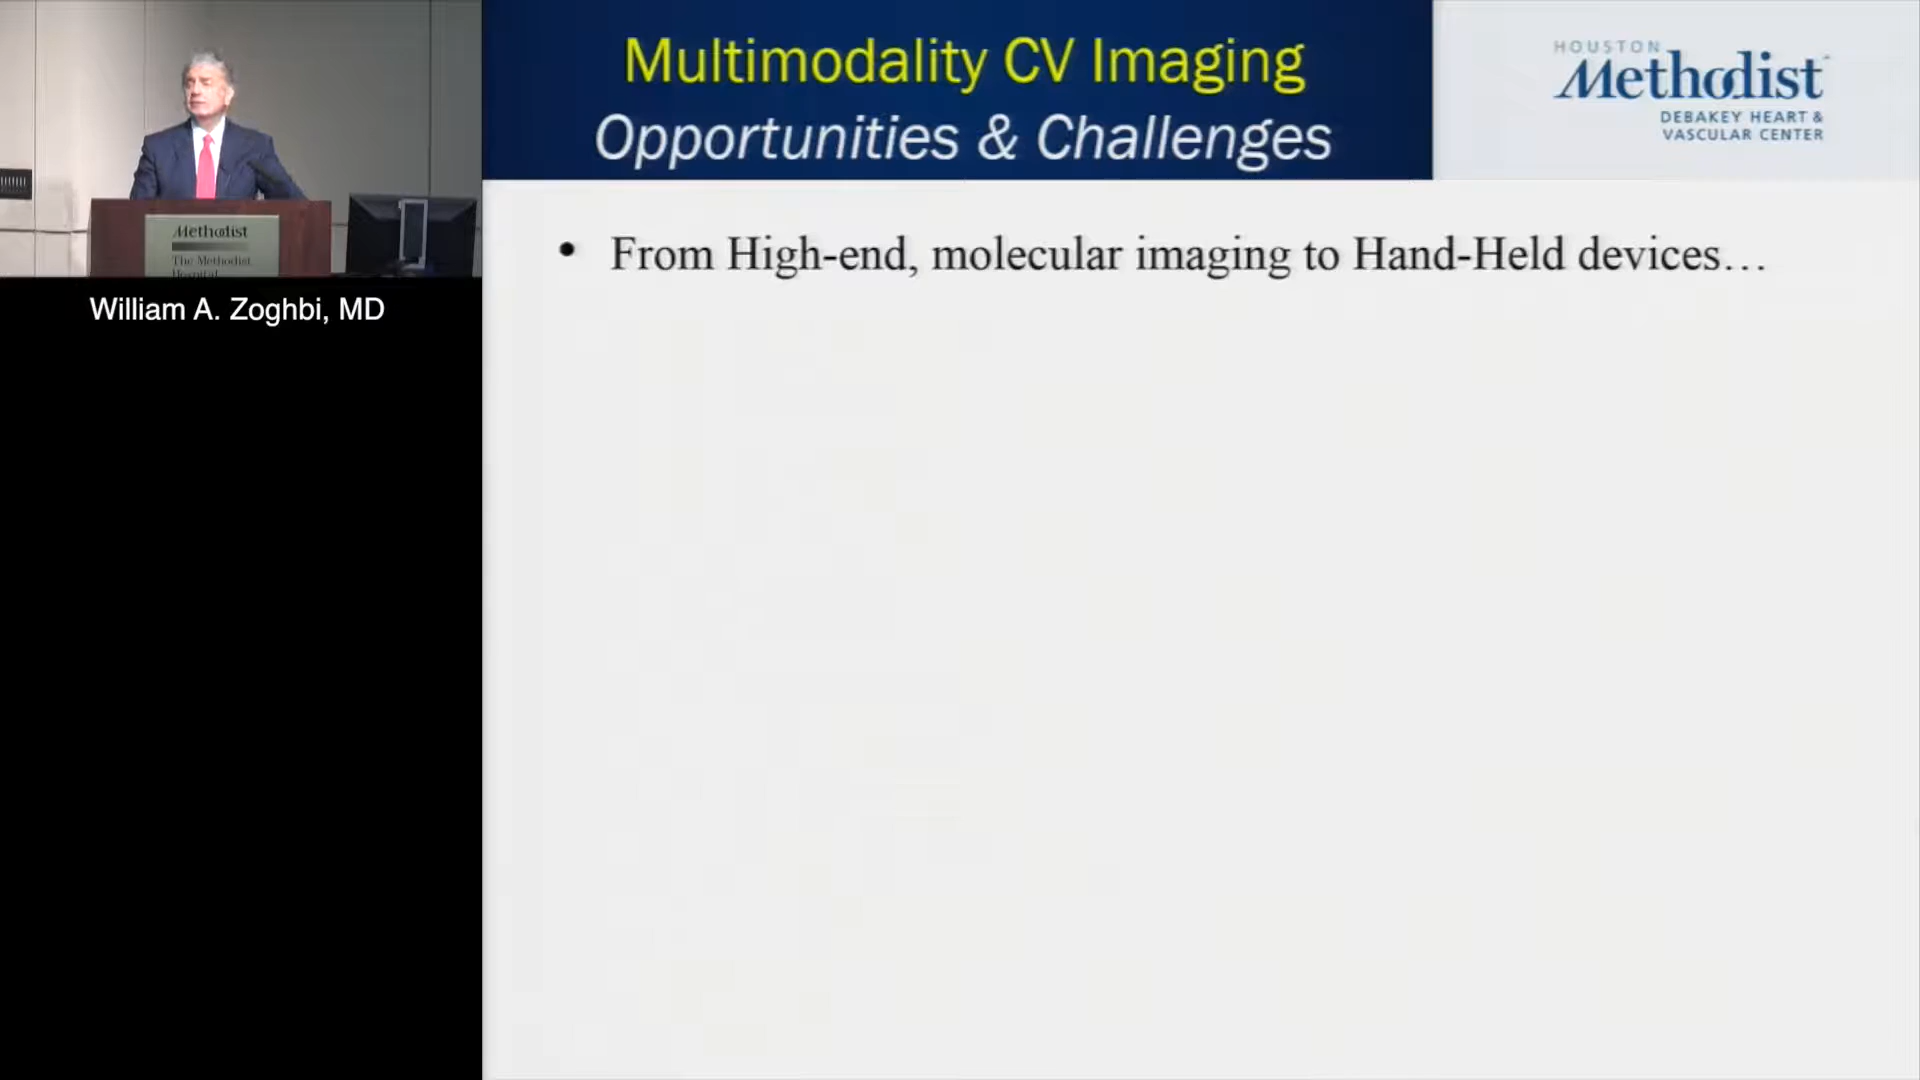 Multimodality CV Imaging
Opportunities & Challenges
HOUSTON
Methodist
DEBAKEY HEART &
VASCULAR CENTER
• From High-end, molecular imaging to Hand-Held devices…
Methodist
The Methodist
Hospital
William A. Zoghbi, MD